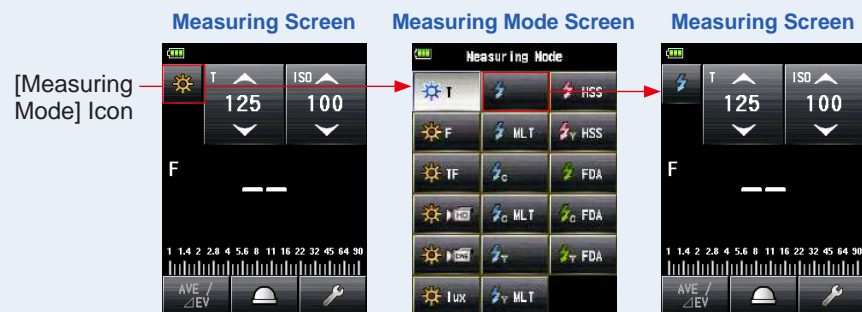 Measuring Screen
Measuring Mode Screen
Measuring Screen
[Measuring
Mode] Icon
T
ISO
125
100
F
1 1.4 2 2.8 4 5.6 8 11 16 22 32 45 64 90
AVE /
⊿EV
Measuring Mode
T
HSS
F
MLT
Y HSS
TF
C
FDA
HD
C MLT
C FDA
CINE
Y
Y FDA
lux
Y MLT
T
ISO
125
100
F
1 1.4 2 2.8 4 5.6 8 11 16 22 32 45 64 90
AVE /
⊿EV